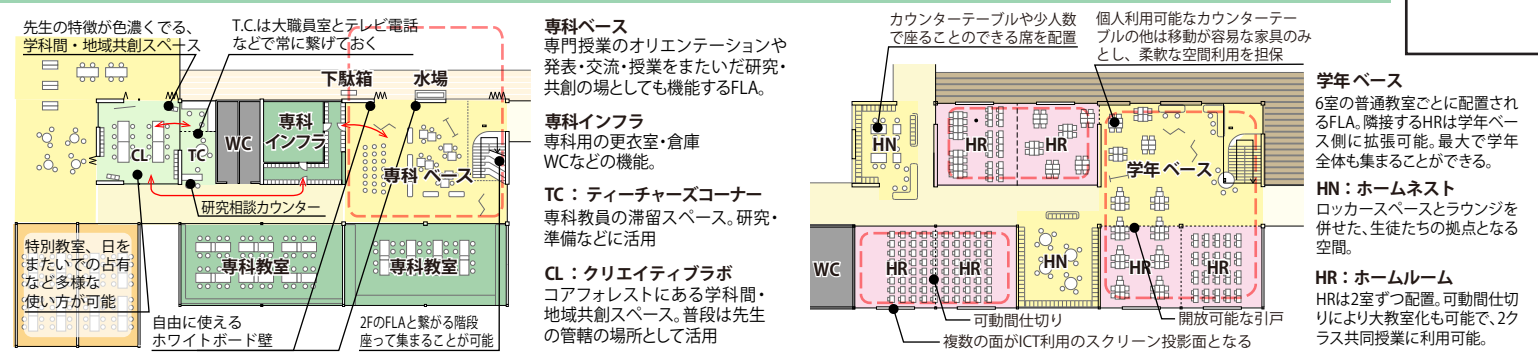 先生の特徴が色濃くでる、
学科間・地域共創スペース
T.C.は大職員室とテレビ電話
などで常に繋げておく
下駄箱
水場
専科
インフラ
WC
CL
TC
専科 ベース
研究相談カウンター
特別教室、日を
またいでの占有
など多様な
使い方が可能
専科教室
専科教室
自由に使える
ホワイトボード壁
2FのFLAと繋がる階段
座って集まることが可能
専科ベース
専門授業のオリエンテーションや
発表・交流・授業をまたいだ研究・
共創の場としても機能するFLA。
専科インフラ
専科用の更衣室・倉庫
WCなどの機能。
TC : ティーチャーズコーナー
専科教員の滞留スペース。研究・
準備などに活用
CL : クリエイティブラボ
コアフォレストにある学科間・
地域共創スペース。普段は先生
の管轄の場所として活用
カウンターテーブルや少人数
で座ることのできる席を配置
個人利用可能なカウンターテー
ブルの他は移動が容易な家具のみ
とし、柔軟な空間利用を担保
HN
HR
HR
学年 ベース
WC
HR
HR
HN
HR
HR
可動間仕切り
開放可能な引戸
複数の面がICT利用のスクリーン投影面となる
学年 ベース
6室の普通教室ごとに配置され
るFLA。隣接するHRは学年ベー
ス側に拡張可能。最大で学年
全体も集まることができる。
HN：ホームネスト
ロッカースペースとラウンジを
併せた、生徒たちの拠点となる
空間。
HR：ホームルーム
HRは2室ずつ配置。可動間仕切
りにより大教室化も可能で、2ク
ラス共同授業に利用可能。